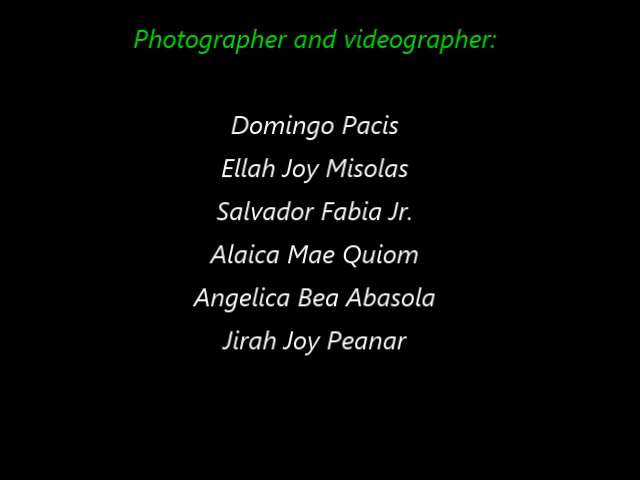 Photographer and videographer:
Domingo Pacis
Ellah Joy Misolas
Salvador Fabia Jr.
Alaica Mae Quiom
Angelica Bea Abasola
Jirah Joy Peanar